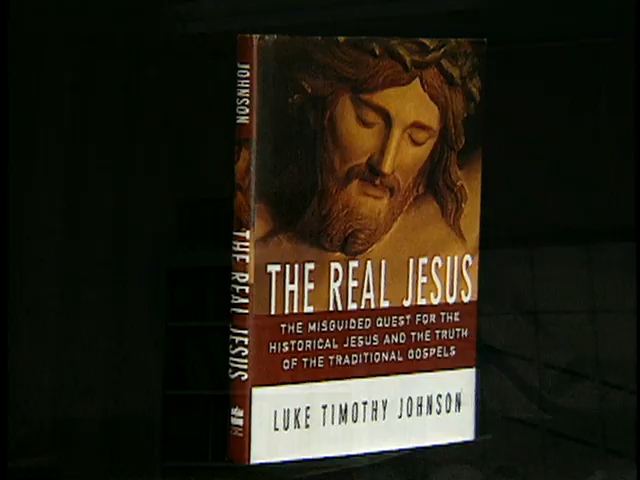 JOHNSON
THE REAL JESUS
THE REAL JESUS
THE MISGUIDED QUEST FOR THE
HISTORICAL JESUS AND THE TRUTH
OF THE TRADITIONAL GOSPELS
LUKE TIMOTHY JOHNSON